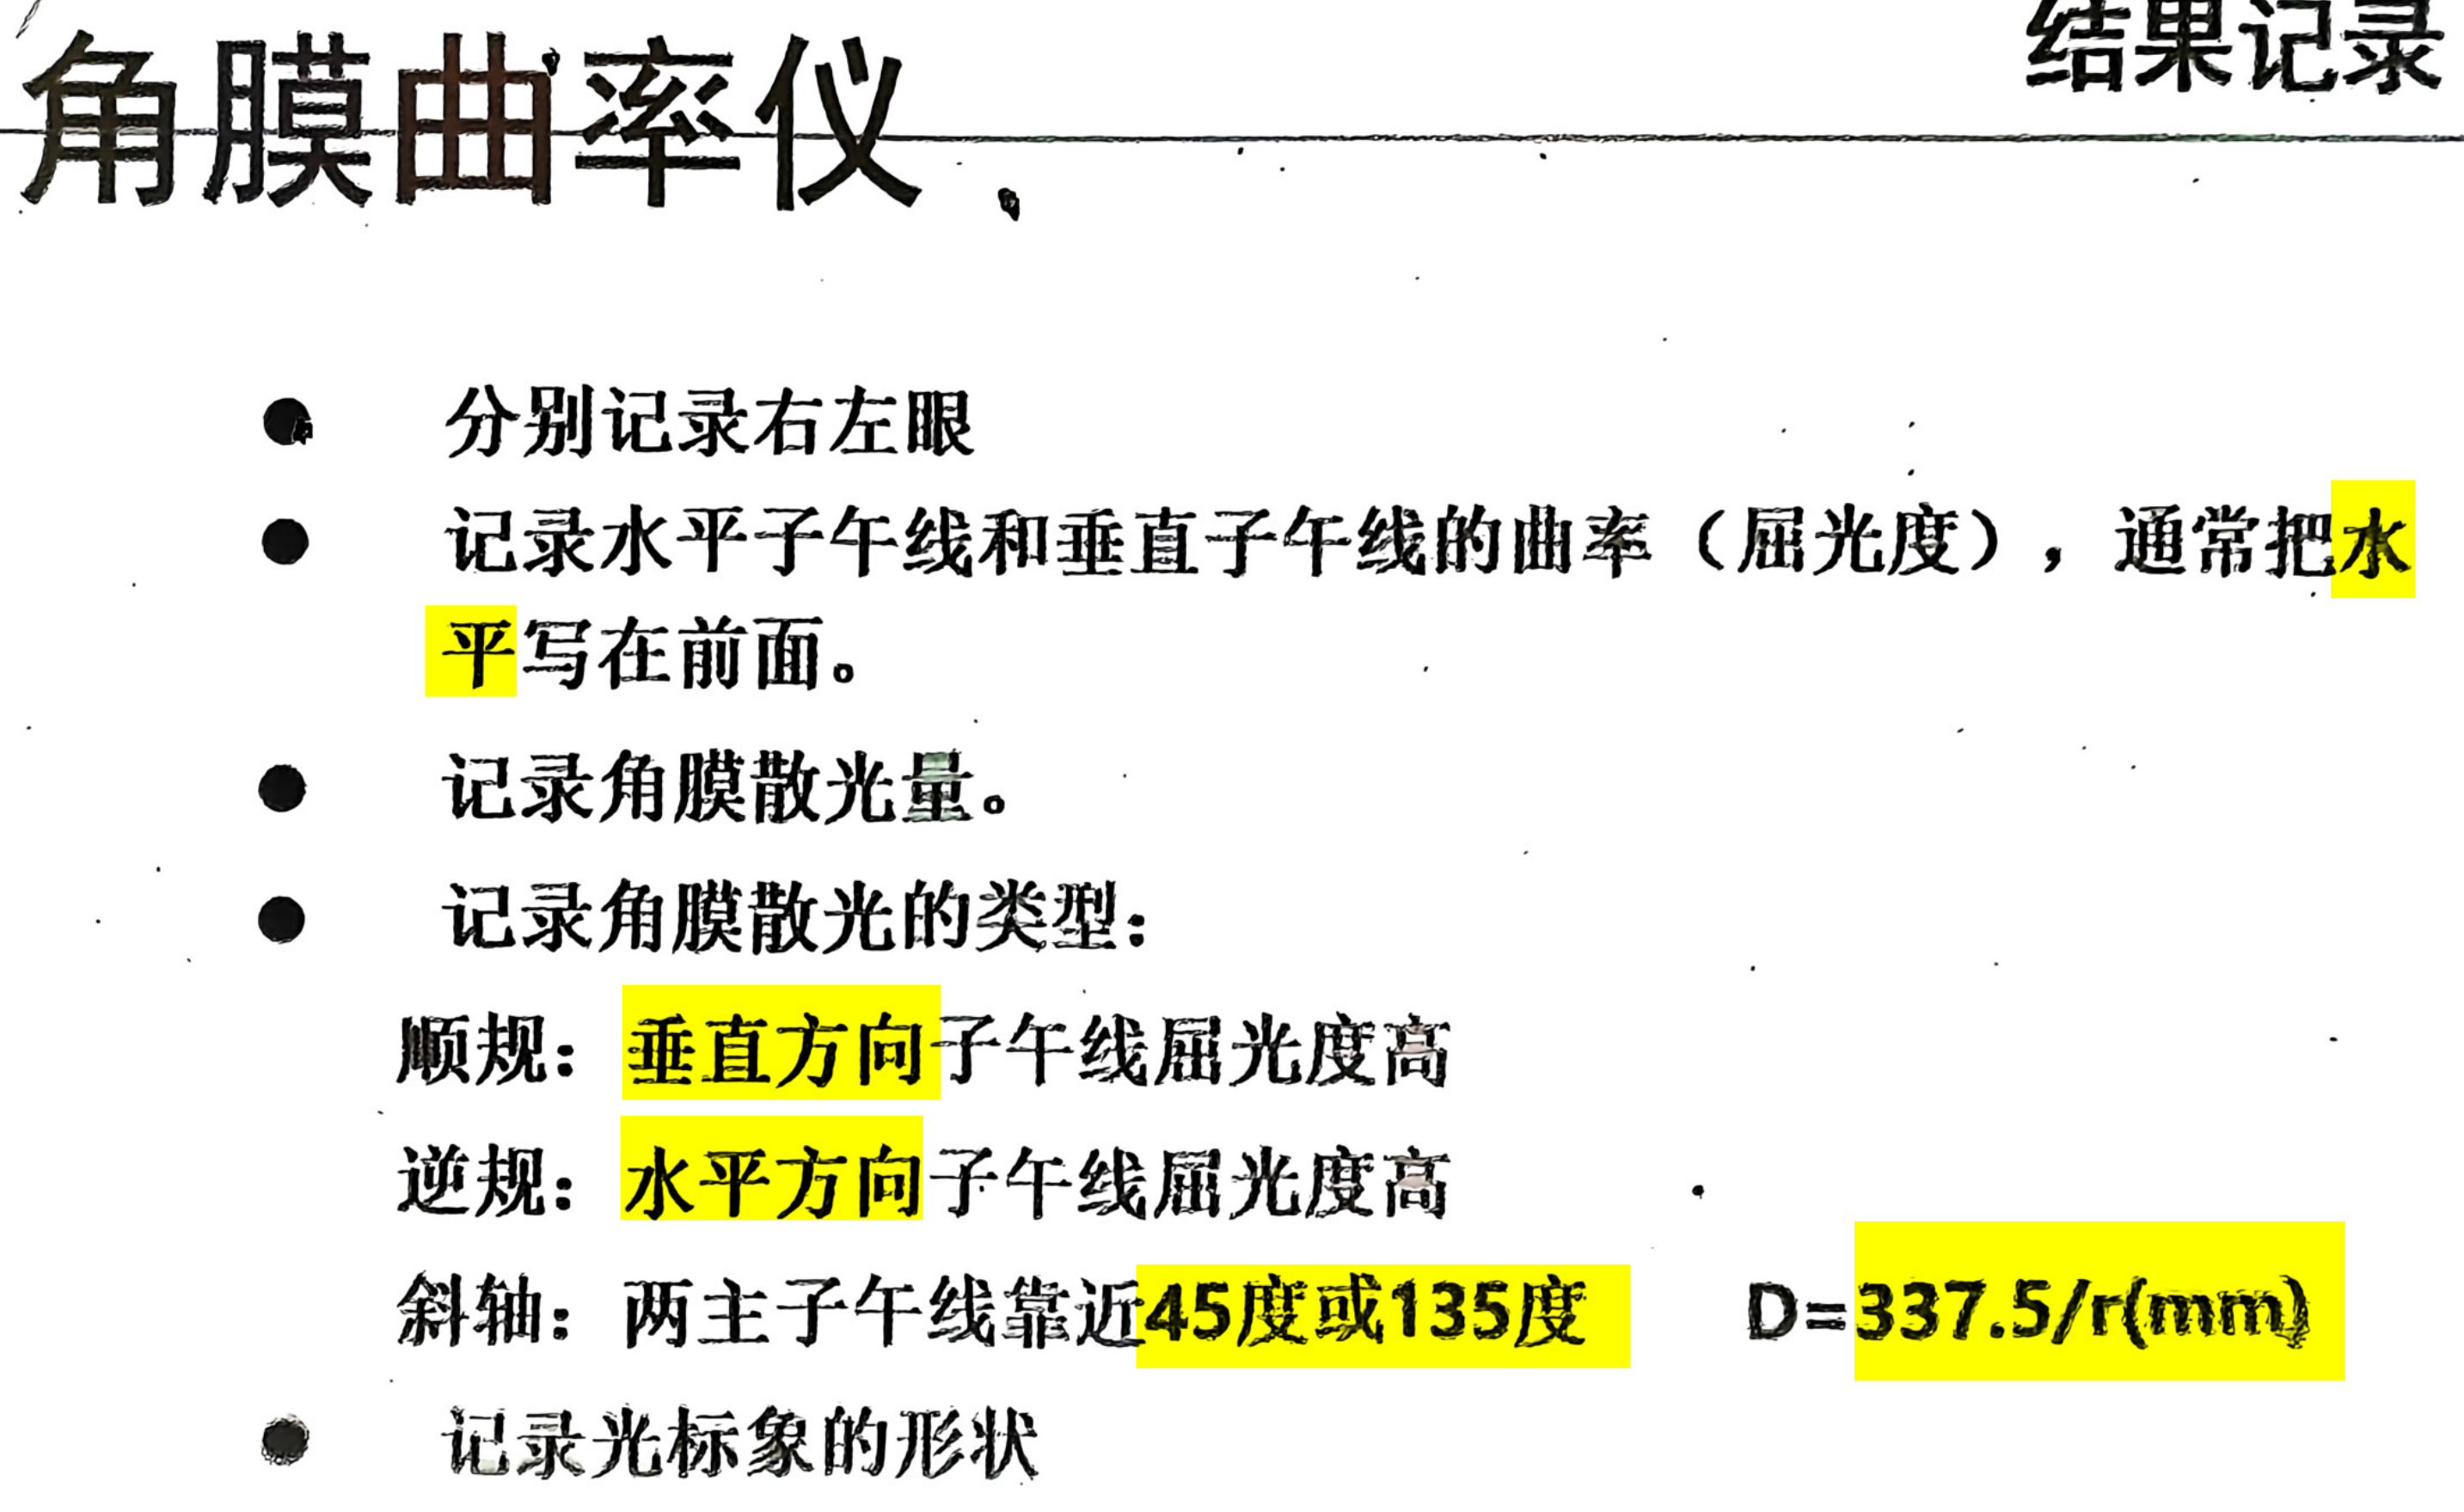 角膜曲率仪
结果记录
● 分别记录右左眼
● 记录水平子午线和垂直子午线的曲率（屈光度），通常把水
平写在前面。
● 记录角膜散光量。
● 记录角膜散光的类型：
顺规：垂直方向子午线屈光度高
逆规：水平方向子午线屈光度高
斜轴：两主子午线靠近45度或135度 D=337.5/r(mm)
● 记录光标象的形状